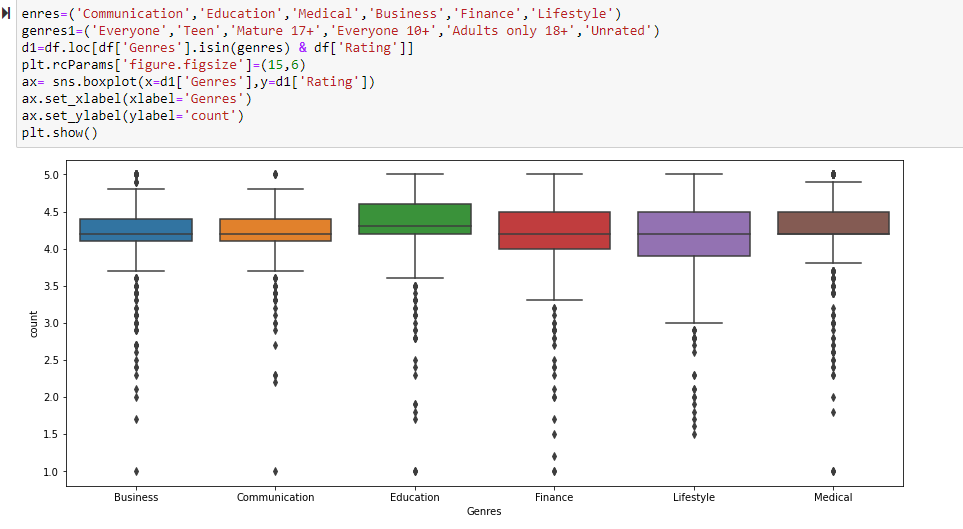 enres=('Communication','Education','Medical','Business','Finance','Lifestyle')
genres1=('Everyone','Teen','Mature 17+','Everyone 10+','Adults only 18+','Unrated')
d1=df.loc[df['Genres'].isin(genres) & df['Rating']]
plt.rcParams['figure.figsize']=(15,6)
ax= sns.boxplot(x=d1['Genres'],y=d1['Rating'])
ax.set_xlabel(xlabel='Genres')
ax.set_ylabel(ylabel='count')
plt.show()
5.0
4.5
4.0
3.5
3.0
2.5
2.0
1.5
1.0
count
Business Communication Education Finance Lifestyle Medical
Genres